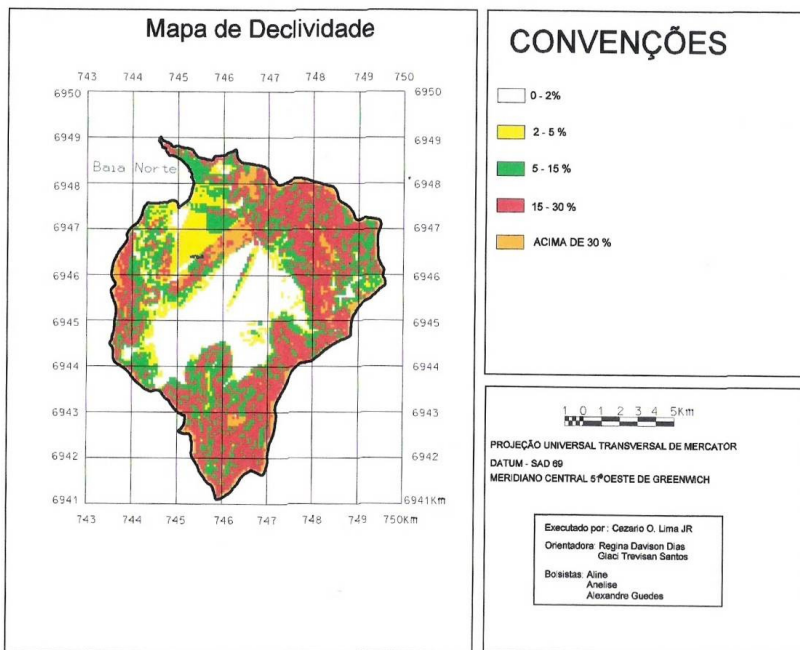 Mapa de Declividade
743 744 745 746 747 748 749 750
6950 6950
6949 6949
Baia Norte
6948 6948
6947 6947
6946 6946
6945 6945
6944 6944
6943 6943
6942 6942
6941 6941Km
743 744 745 746 747 748 749 750Km
CONVENÇÕES
0 - 2%
2 - 5 %
5 - 15 %
15 - 30 %
ACIMA DE 30 %
1 0 1 2 3 4 5Km
PROJEÇÃO UNIVERSAL TRANSVERSAL DE MERCATOR
DATUM - SAD 69
MERIDIANO CENTRAL 51º OESTE DE GREENWICH
Executado por : Cezario O. Lima JR
Orientadora: Regina Davison Dias
Glaci Trevisan Santos
Bolsistas: Aline
Anelise
Alexandre Guedes